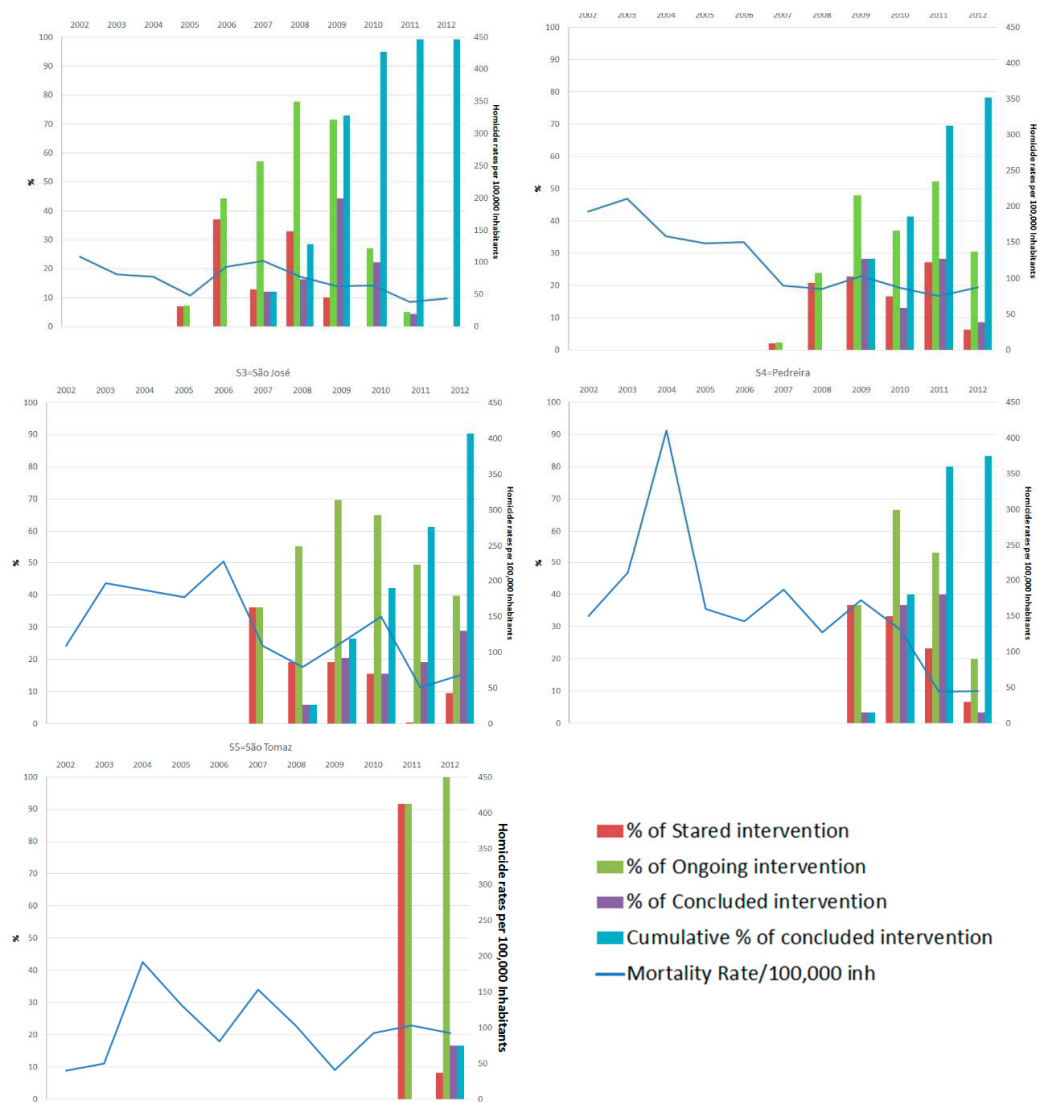 2002 2003 2004 2005 2006 2007 2008 2009 2010 2011 2012
100 90 80 70 60 50 40 30 20 10 0
%
450 400 350 300 250 200 150 100 50 0
Homicide rates per 100,000 Inhabitants
2002 2003 2004 2005 2006 2007 2008 2009 2010 2011 2012
100 90 80 70 60 50 40 30 20 10 0
%
450 400 350 300 250 200 150 100 50 0
Homicide rates per 100,000 Inhabitants
S3=São José
2002 2003 2004 2005 2006 2007 2008 2009 2010 2011 2012
100 90 80 70 60 50 40 30 20 10 0
%
450 400 350 300 250 200 150 100 50 0
Homicide rates per 100,000 Inhabitants
S4=Pedreira
2002 2003 2004 2005 2006 2007 2008 2009 2010 2011 2012
100 90 80 70 60 50 40 30 20 10 0
%
450 400 350 300 250 200 150 100 50 0
Homicide rates per 100,000 Inhabitants
S5=São Tomaz
2002 2003 2004 2005 2006 2007 2008 2009 2010 2011 2012
100 90 80 70 60 50 40 30 20 10 0
%
450 400 350 300 250 200 150 100 50 0
Homicide rates per 100,000 Inhabitants
% of Stared intervention
% of Ongoing intervention
% of Concluded intervention
Cumulative % of concluded intervention
Mortality Rate/100,000 inh